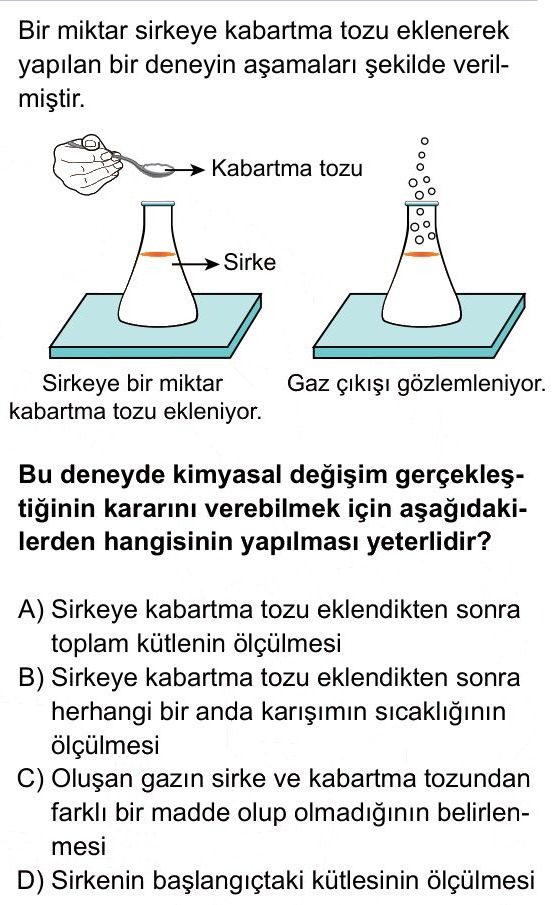 Bir miktar sirkeye kabartma tozu eklenerek
yapılan bir deneyin aşamaları şekilde veril-
miştir.
Kabartma tozu
Sirke
Sirkeye bir miktar
kabartma tozu ekleniyor.
Gaz çıkışı gözlemleniyor.
Bu deneyde kimyasal değişim gerçekleş-
tiğinin kararını verebilmek için aşağıdaki-
lerden hangisinin yapılması yeterlidir?
A) Sirkeye kabartma tozu eklendikten sonra
toplam kütlenin ölçülmesi
B) Sirkeye kabartma tozu eklendikten sonra
herhangi bir anda karışımın sıcaklığının
ölçülmesi
C) Oluşan gazın sirke ve kabartma tozundan
farklı bir madde olup olmadığının belirlen-
mesi
D) Sirkenin başlangıçtaki kütlesinin ölçülmesi